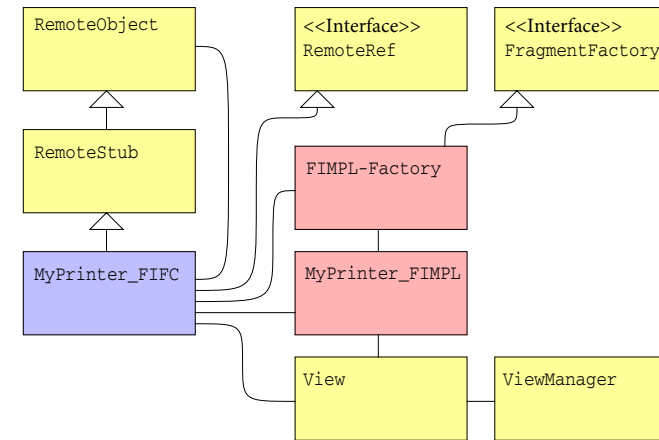 RemoteObject
<<Interface>>
RemoteRef
<<Interface>>
FragmentFactory
RemoteStub
FIMPL-Factory
MyPrinter_FIFC
MyPrinter_FIMPL
View
ViewManager